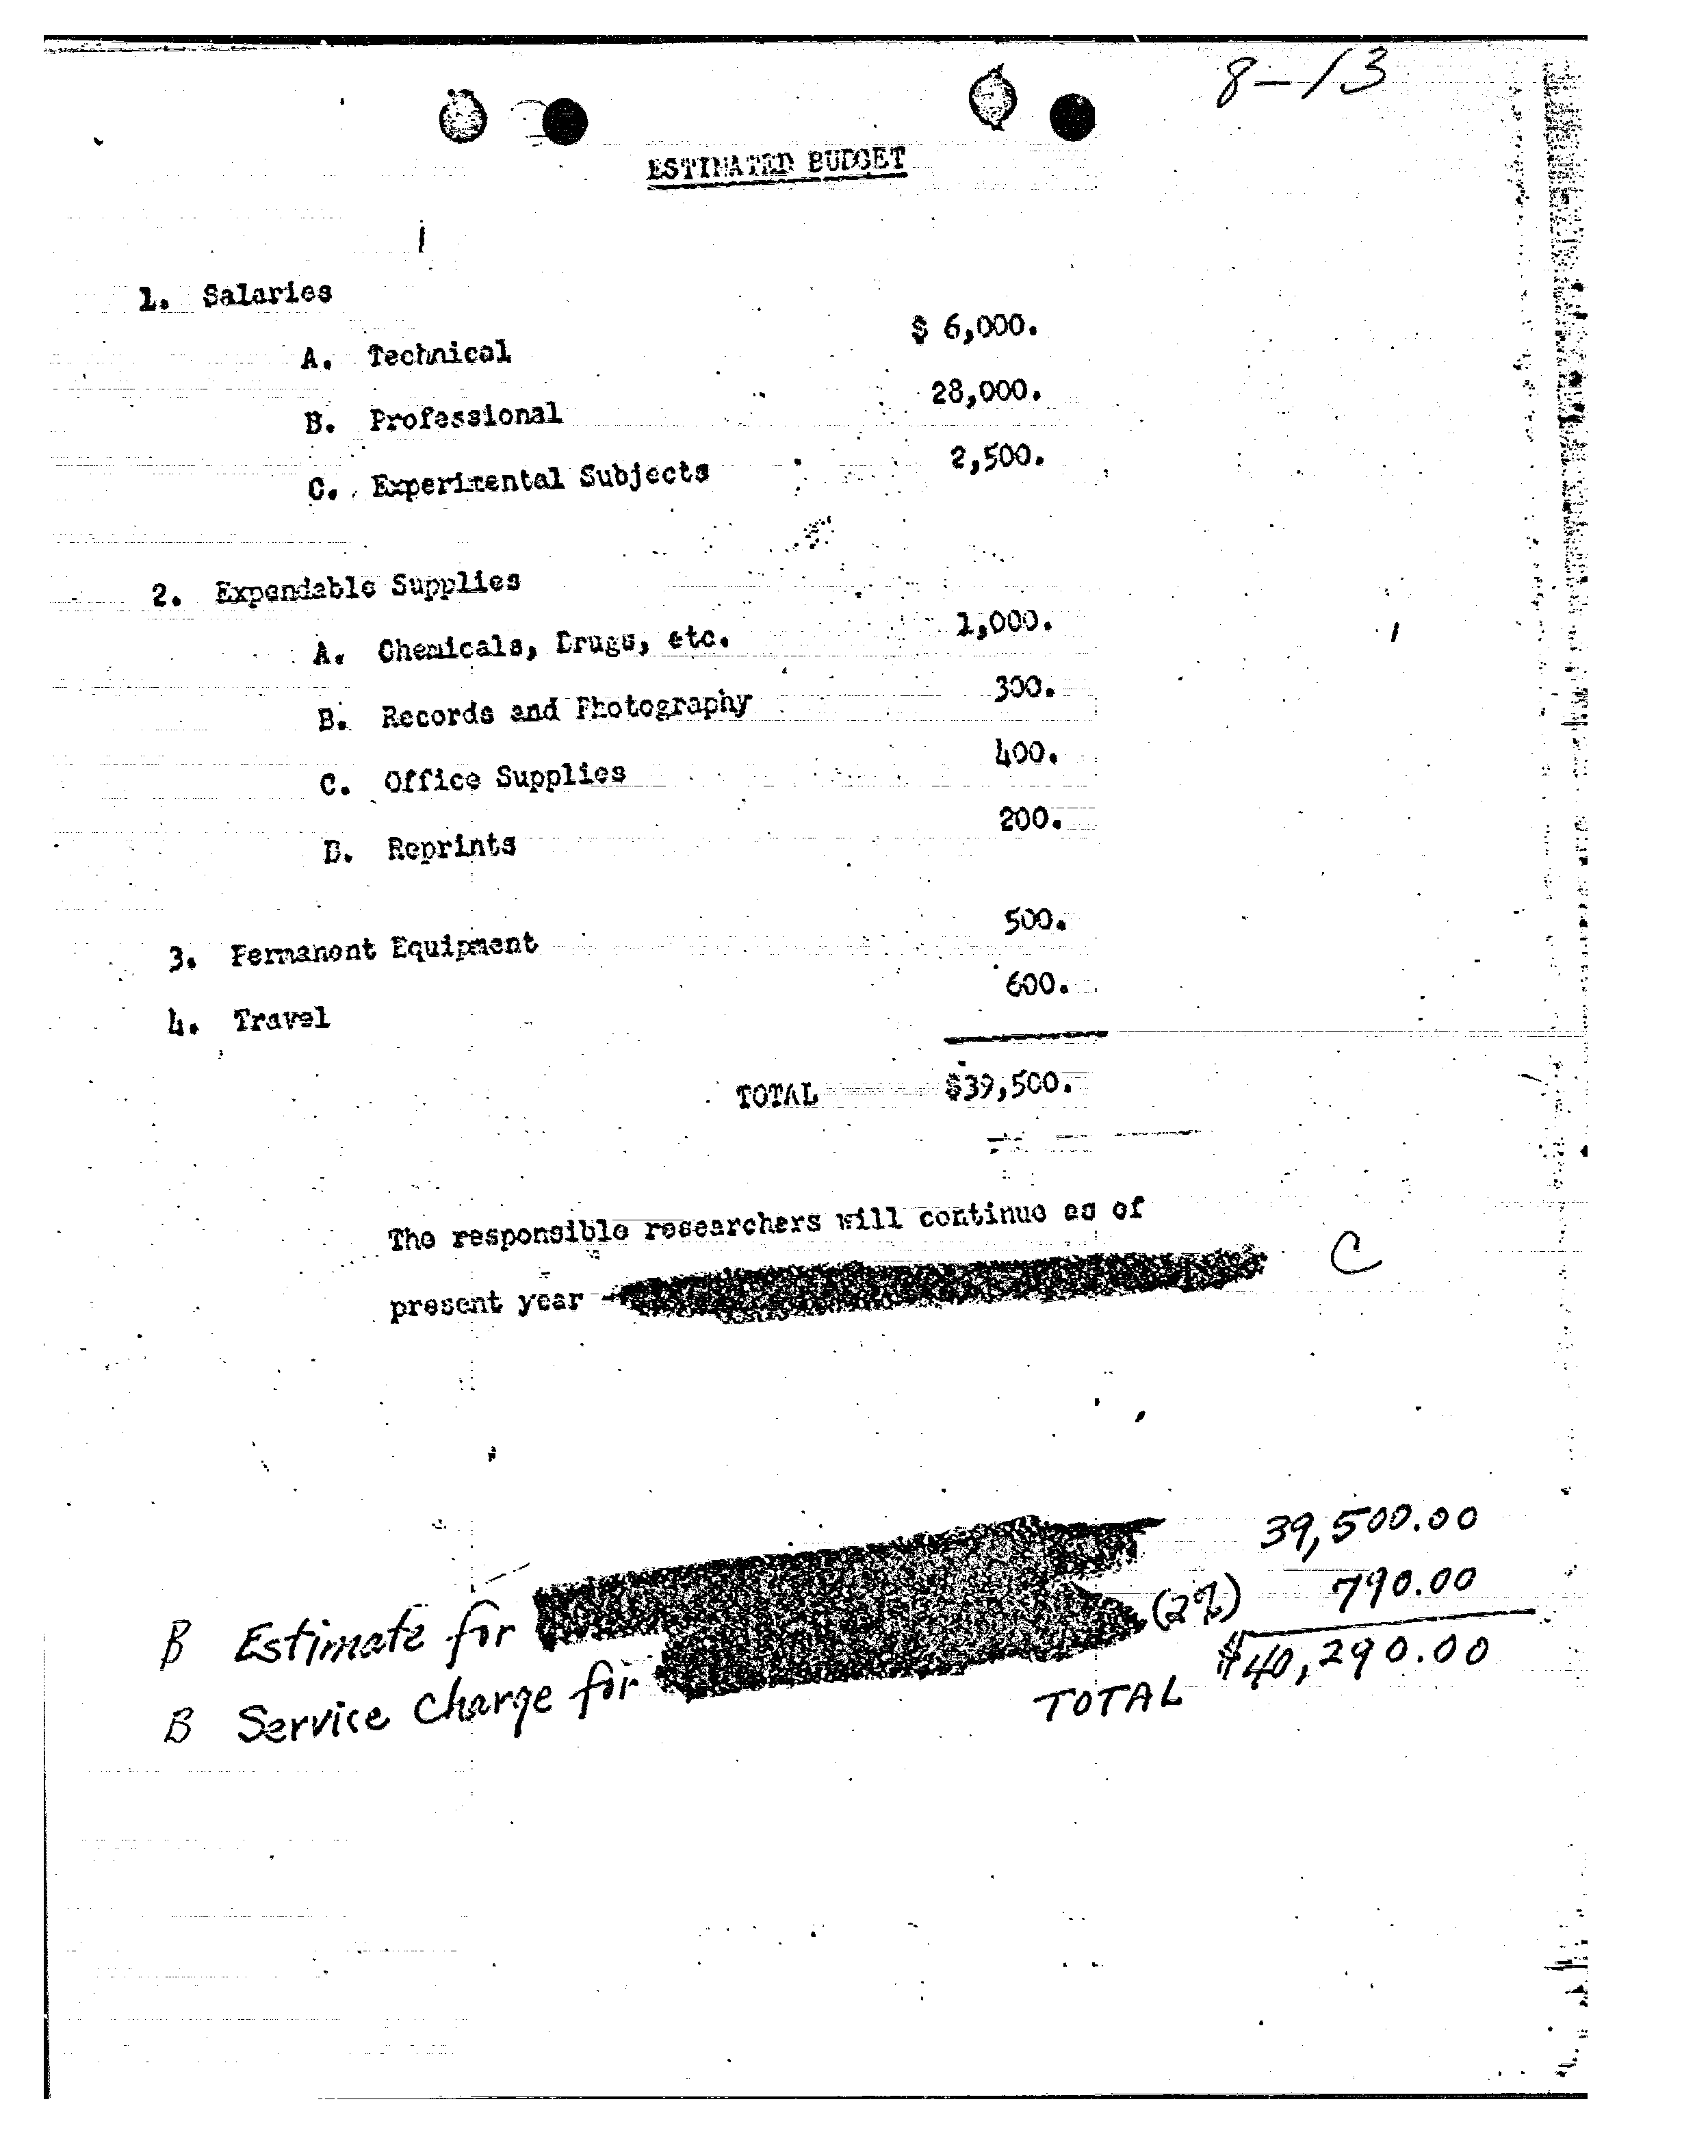 8-13
ESTIMATED BUDGET
1. Salaries
A. Technical $ 6,000.
B. Professional 28,000.
C. Experimental Subjects 2,500.
2. Expendable Supplies
A. Chemicals, Drugs, etc. 1,000.
B. Records and Photography 300.
C. Office Supplies 400.
D. Reprints 200.
3. Permanent Equipment 500.
4. Travel 600.
TOTAL $39,500.
The responsible researchers will continue as of
present year - C
B Estimate for 39,500.00
B Service Charge for (2%) 790.00
TOTAL $40,290.00